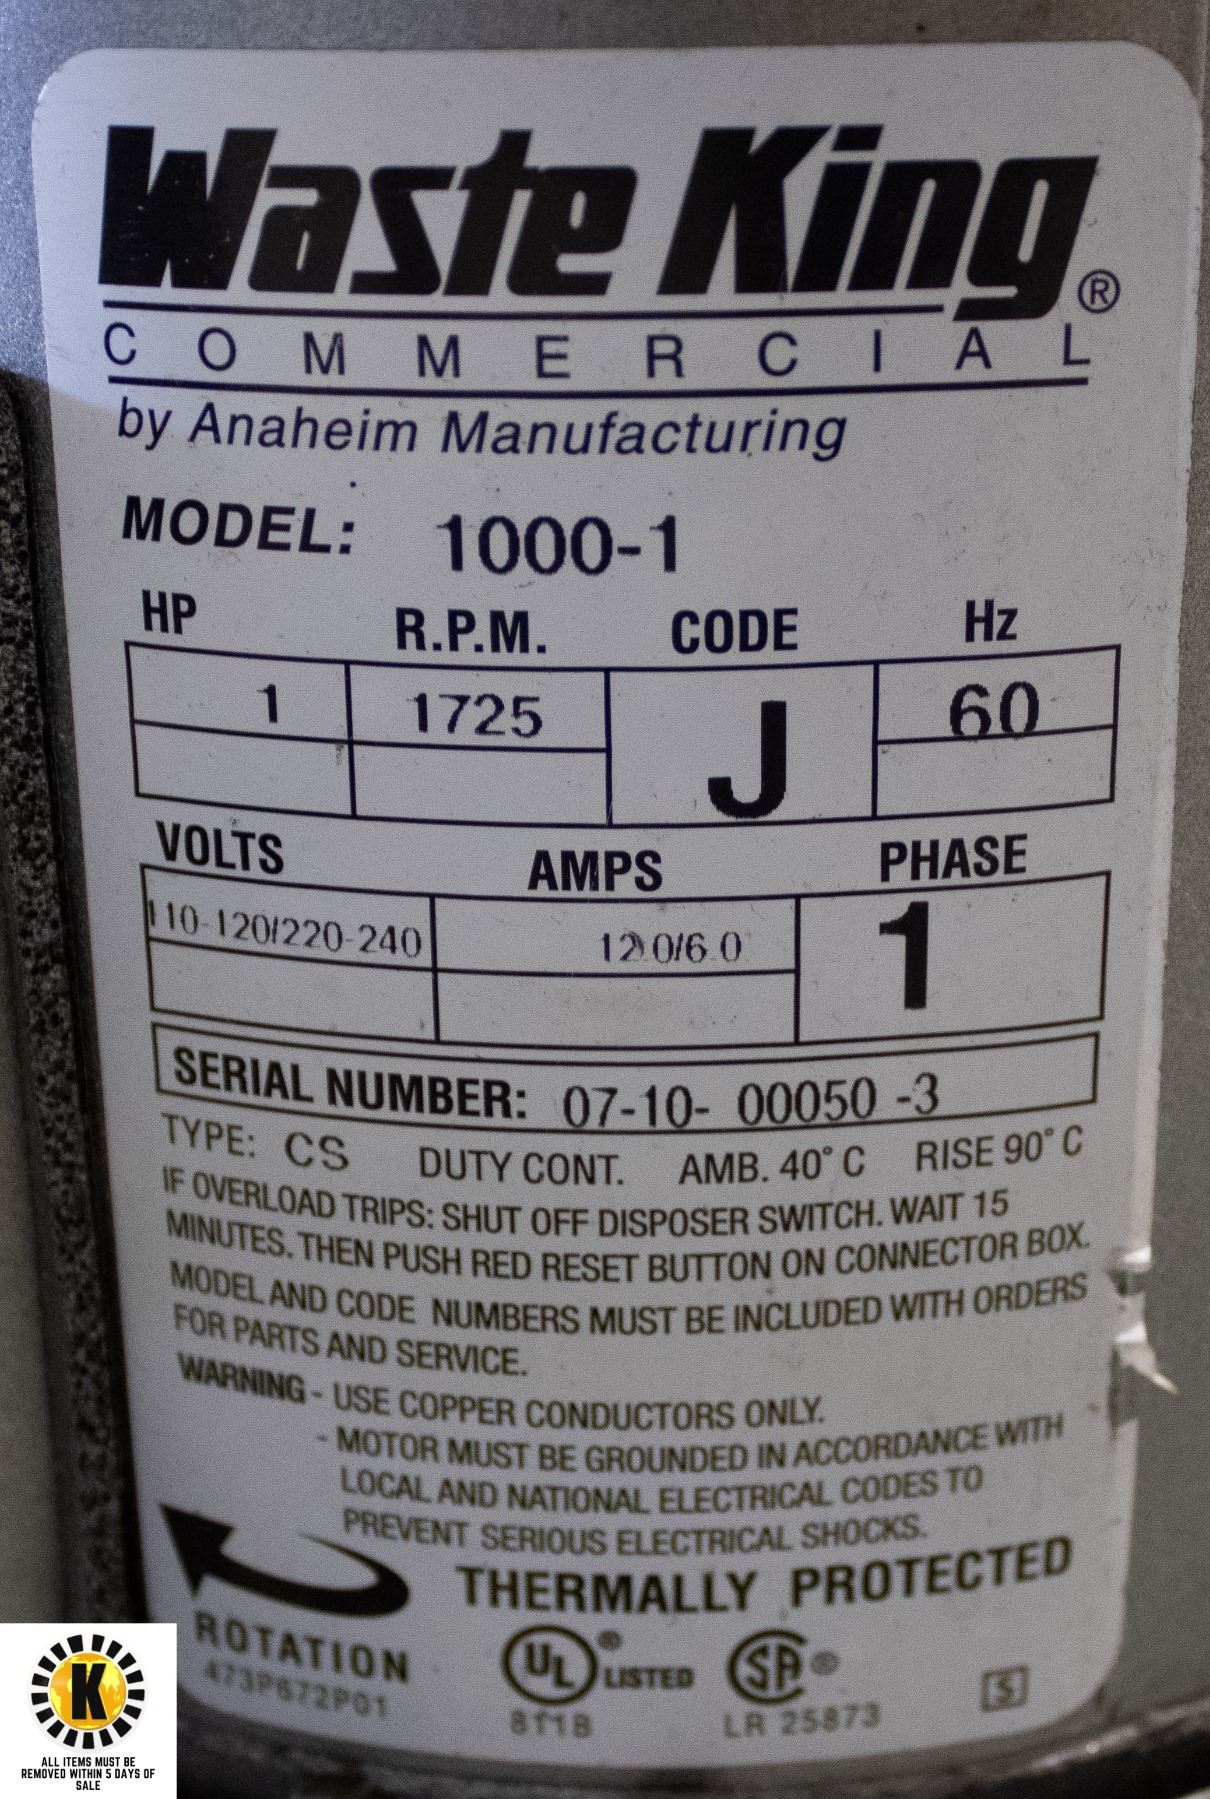 Waste King®
COMMERCIAL
by Anaheim Manufacturing
MODEL: 1000-1
HP R.P.M. CODE Hz
1 1725 J 60
VOLTS AMPS PHASE
110-120/220-240 12.0/6.0 1
SERIAL NUMBER: 07-10- 00050 -3
TYPE: CS DUTY CONT. AMB. 40°C RISE 90°C
IF OVERLOAD TRIPS: SHUT OFF DISPOSER SWITCH. WAIT 15
MINUTES. THEN PUSH RED RESET BUTTON ON CONNECTOR BOX.
MODEL AND CODE NUMBERS MUST BE INCLUDED WITH ORDERS
FOR PARTS AND SERVICE.
WARNING - USE COPPER CONDUCTORS ONLY.
- MOTOR MUST BE GROUNDED IN ACCORDANCE WITH
LOCAL AND NATIONAL ELECTRICAL CODES TO
PREVENT SERIOUS ELECTRICAL SHOCKS.
THERMALLY PROTECTED
ROTATION
473P672P01
UL® LISTED
811B
SA®
LR 25873
S
K
ALL ITEMS MUST BE
REMOVED WITHIN 5 DAYS OF
SALE